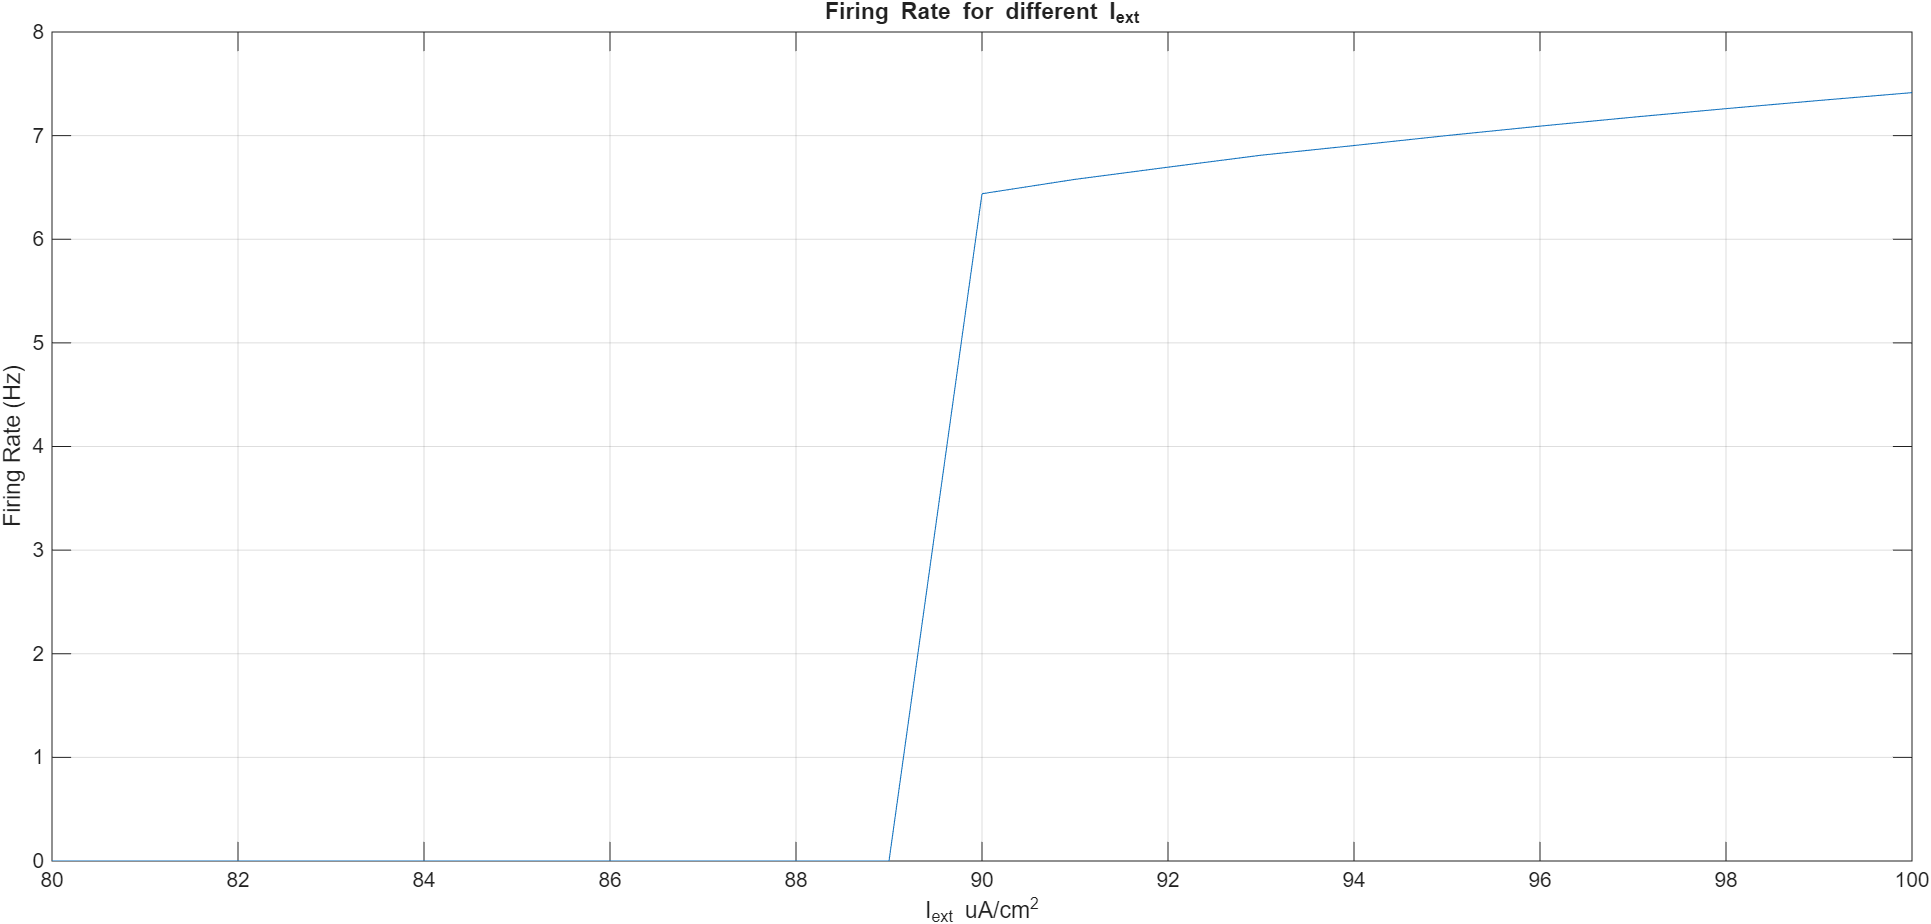 Firing Rate for different Iext
8
7
6
5
4
3
2
1
0
Firing Rate (Hz)
80 82 84 86 88 90 92 94 96 98 100
Iext uA/cm2